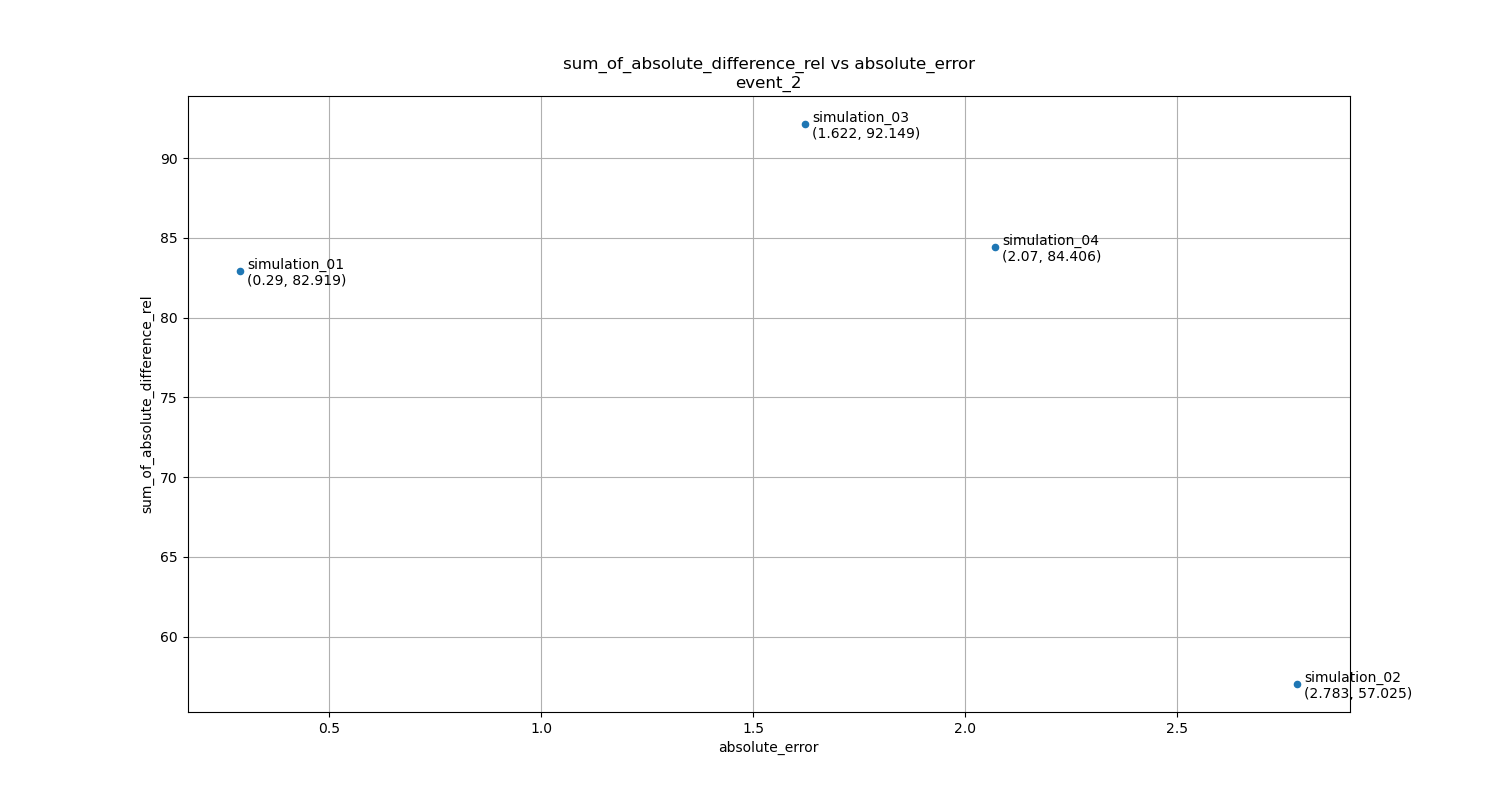 sum_of_absolute_difference_rel vs absolute_error
event_2
simulation_03
(1.622, 92.149)
90
85
simulation_04
(2.07, 84.406)
simulation_01
(0.29, 82.919)
80
75
70
65
60
sum_of_absolute_difference_rel
simulation_02
(2.783, 57.025)
0.5
1.0
1.5
2.0
2.5
absolute_error